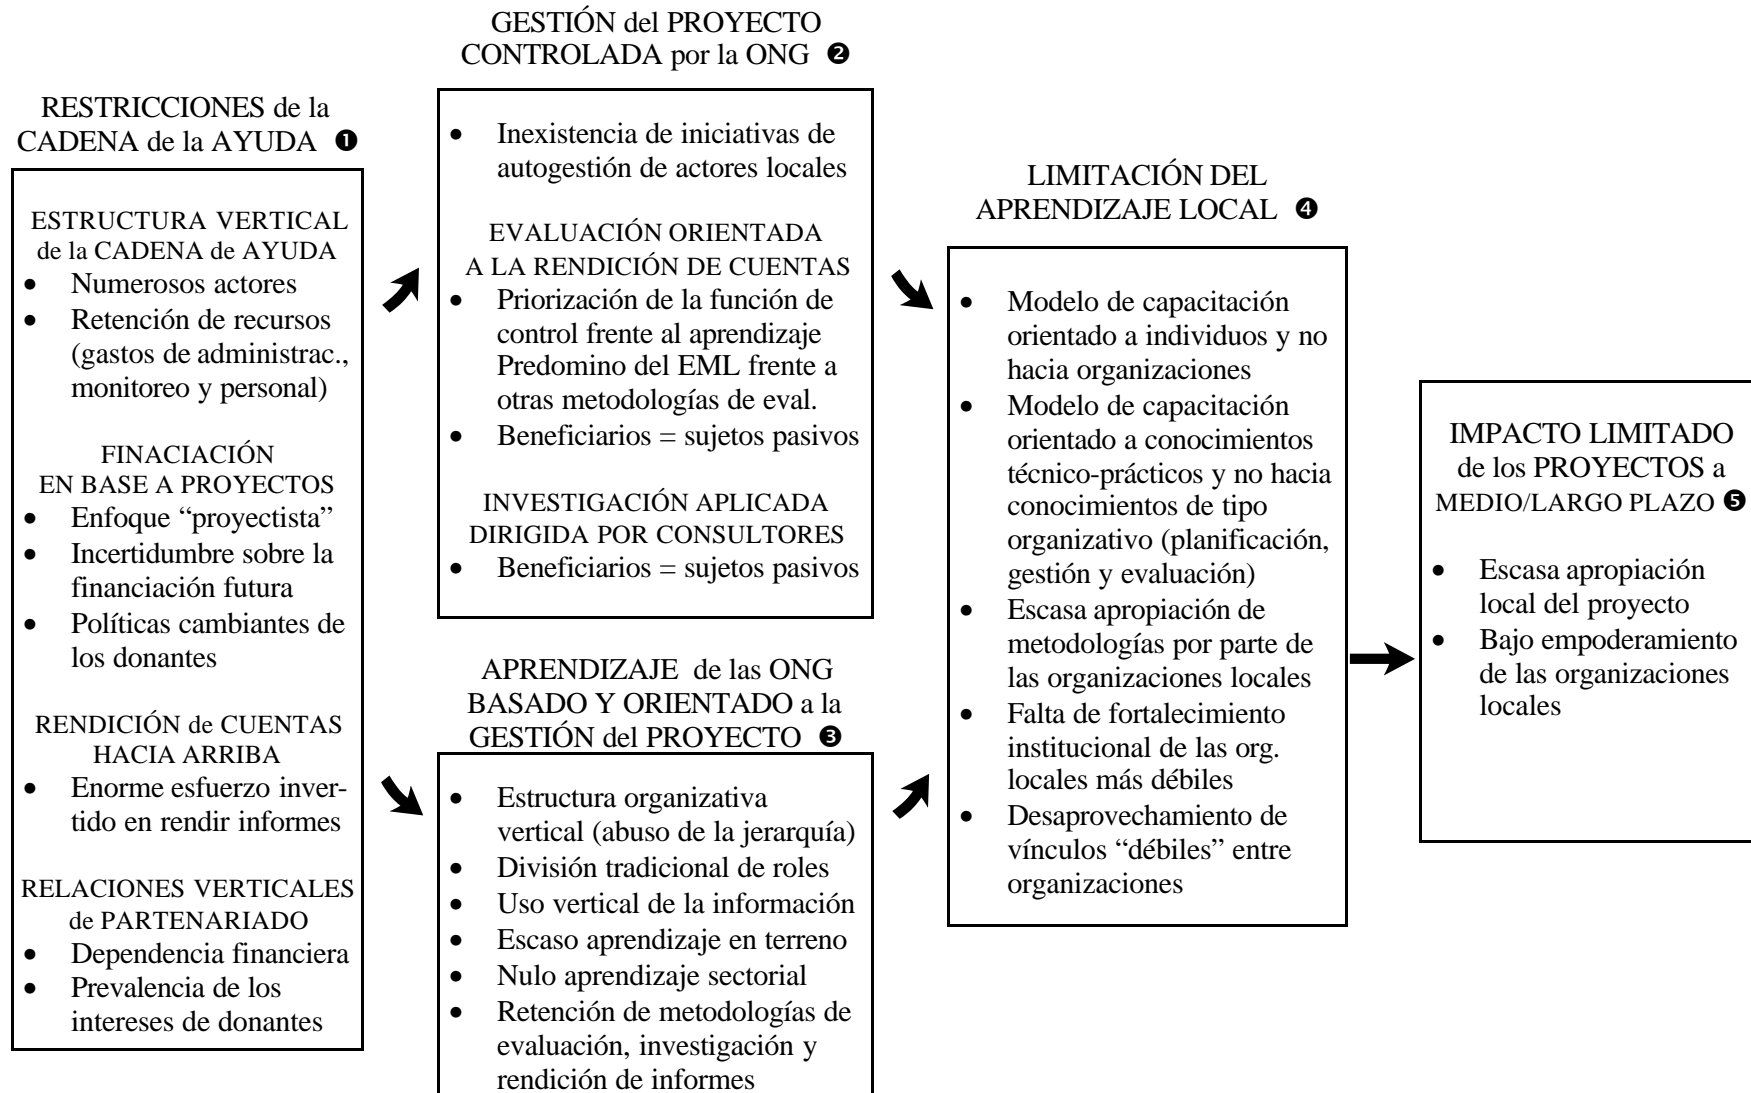 RESTRICCIONES de la
CADENA de la AYUDA ❶
ESTRUCTURA VERTICAL
de la CADENA de AYUDA
• Numerosos actores
• Retención de recursos
(gastos de administrac.,
monitoreo y personal)
FINACIACIÓN
EN BASE A PROYECTOS
• Enfoque “proyectista”
• Incertidumbre sobre la
financiación futura
• Políticas cambiantes de
los donantes
RENDICIÓN de CUENTAS
HACIA ARRIBA
• Enorme esfuerzo inver-
tido en rendir informes
RELACIONES VERTICALES
de PARTENARIADO
• Dependencia financiera
• Prevalencia de los
intereses de donantes
GESTIÓN del PROYECTO
CONTROLADA por la ONG ❷
• Inexistencia de iniciativas de
autogestión de actores locales
EVALUACIÓN ORIENTADA
A LA RENDICIÓN DE CUENTAS
• Priorización de la función de
control frente al aprendizaje
Predomino del EML frente a
otras metodologías de eval.
• Beneficiarios = sujetos pasivos
INVESTIGACIÓN APLICADA
DIRIGIDA POR CONSULTORES
• Beneficiarios = sujetos pasivos
APRENDIZAJE de las ONG
BASADO Y ORIENTADO a la
GESTIÓN del PROYECTO ❸
• Estructura organizativa
vertical (abuso de la jerarquía)
• División tradicional de roles
• Uso vertical de la información
• Escaso aprendizaje en terreno
• Nulo aprendizaje sectorial
• Retención de metodologías de
evaluación, investigación y
rendición de informes
LIMITACIÓN DEL
APRENDIZAJE LOCAL ❹
• Modelo de capacitación
orientado a individuos y no
hacia organizaciones
• Modelo de capacitación
orientado a conocimientos
técnico-prácticos y no hacia
conocimientos de tipo
organizativo (planificación,
gestión y evaluación)
• Escasa apropiación de
metodologías por parte de
las organizaciones locales
• Falta de fortalecimiento
institucional de las org.
locales más débiles
• Desaprovechamiento de
vínculos “débiles” entre
organizaciones
IMPACTO LIMITADO
de los PROYECTOS a
MEDIO/LARGO PLAZO ❺
• Escasa apropiación
local del proyecto
• Bajo empoderamiento
de las organizaciones
locales